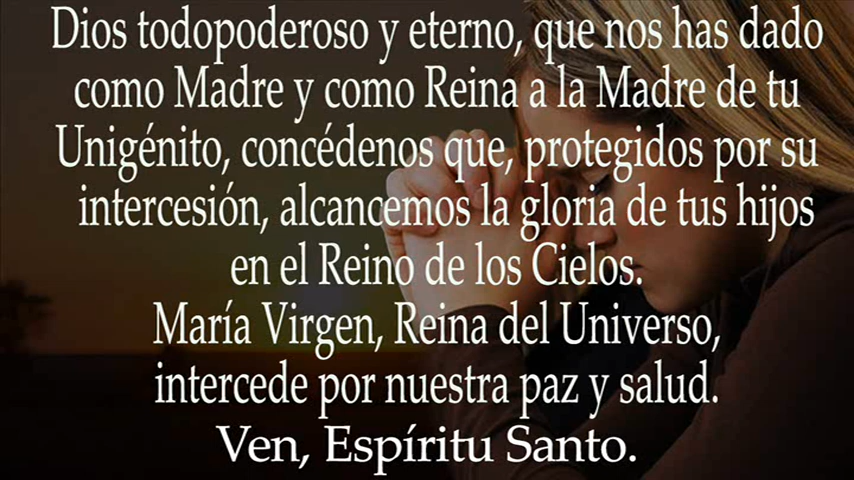 Dios todopoderoso y eterno, que nos has dado
como Madre y como Reina a la Madre de tu
Unigénito, concédenos que, protegidos por su
intercesión, alcancemos la gloria de tus hijos
en el Reino de los Cielos.
María Virgen, Reina del Universo,
intercede por nuestra paz y salud.
Ven, Espíritu Santo.